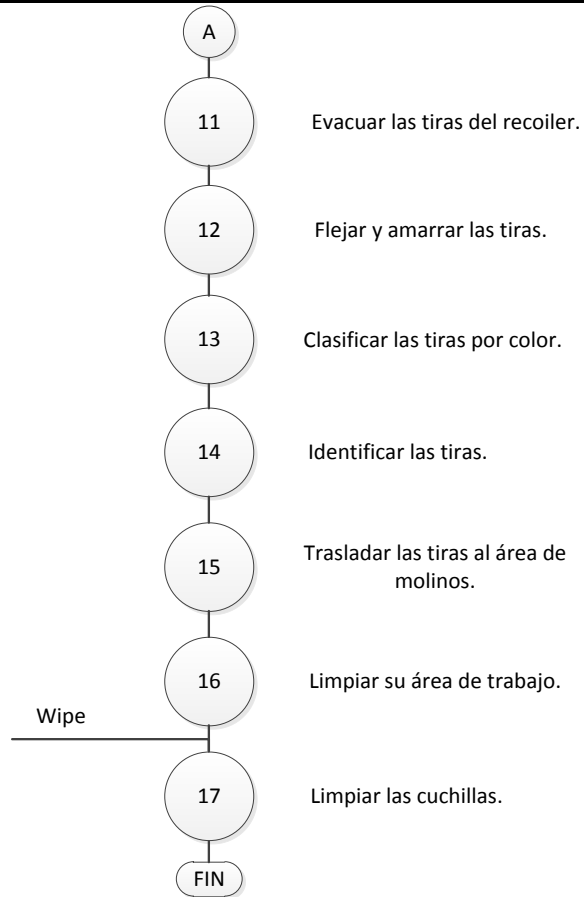 A
11
Evacuar las tiras del recoiler.
12
Flejar y amarrar las tiras.
13
Clasificar las tiras por color.
14
Identificar las tiras.
15
Trasladar las tiras al área de
molinos.
16
Limpiar su área de trabajo.
Wipe
17
Limpiar las cuchillas.
FIN